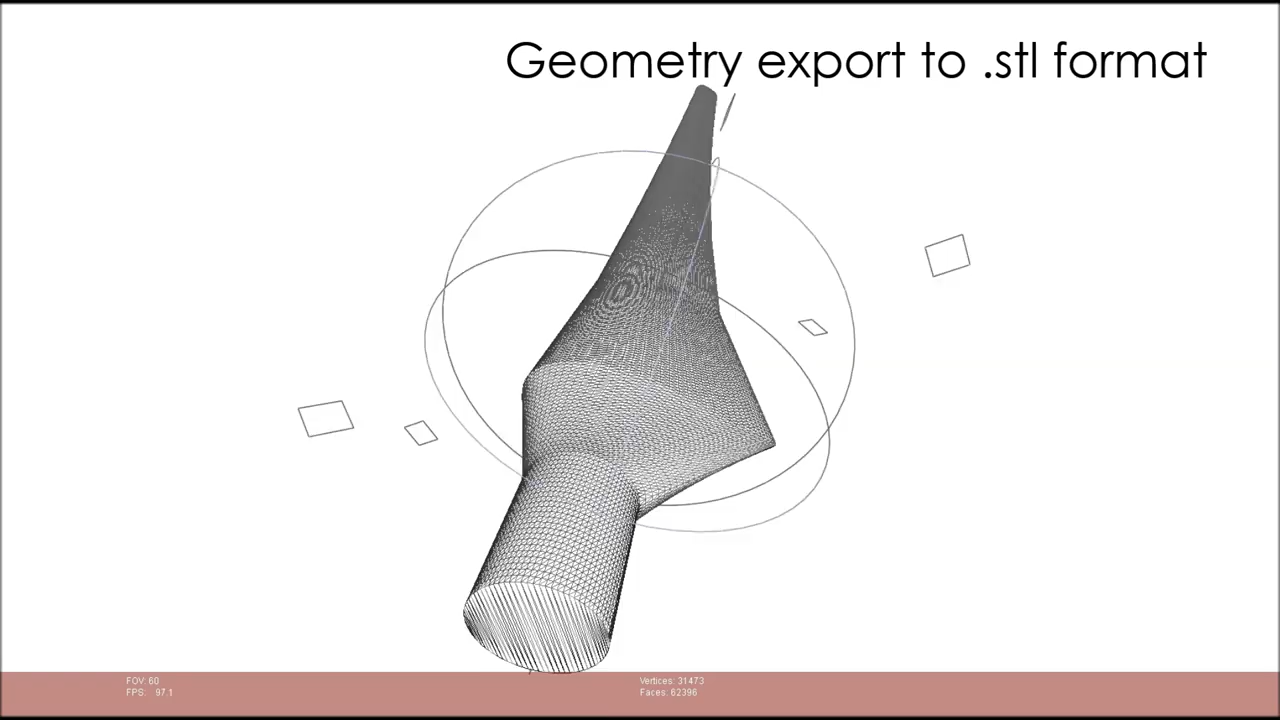 Geometry export to .stl format
FOV: 60
FPS: 97.1
Vertices: 31473
Faces: 62396